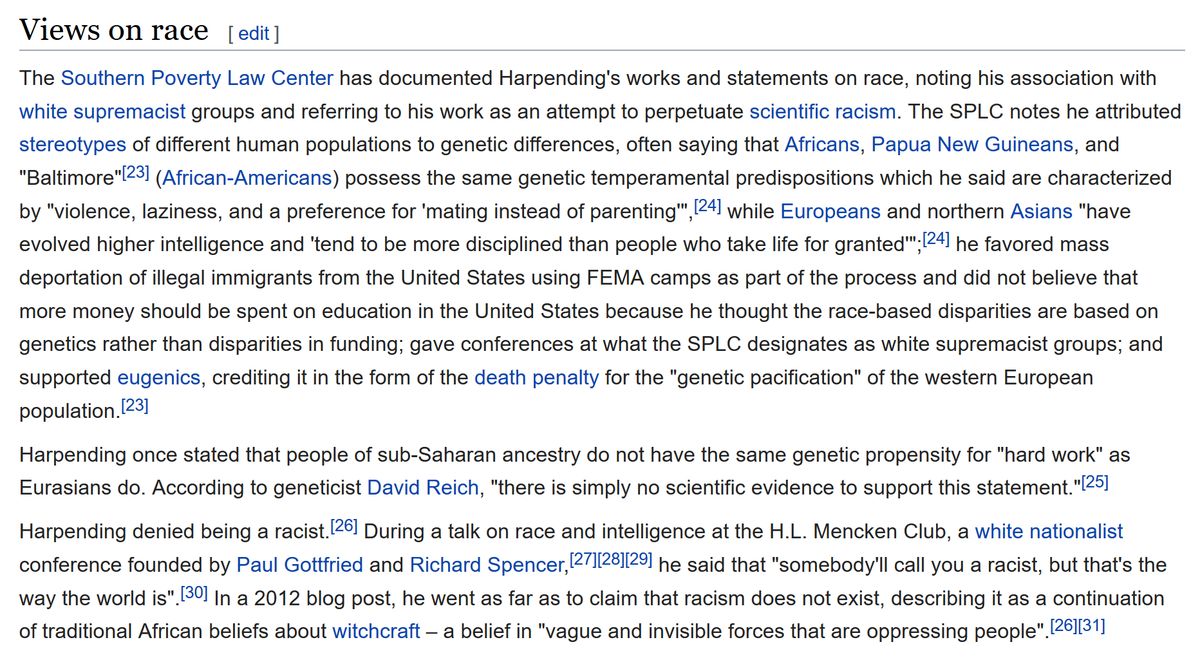 Views on race [ edit ]
The Southern Poverty Law Center has documented Harpending's works and statements on race, noting his association with
white supremacist groups and referring to his work as an attempt to perpetuate scientific racism. The SPLC notes he attributed
stereotypes of different human populations to genetic differences, often saying that Africans, Papua New Guineans, and
"Baltimore"[23] (African-Americans) possess the same genetic temperamental predispositions which he said are characterized
by "violence, laziness, and a preference for 'mating instead of parenting'",[24] while Europeans and northern Asians "have
evolved higher intelligence and 'tend to be more disciplined than people who take life for granted'";[24] he favored mass
deportation of illegal immigrants from the United States using FEMA camps as part of the process and did not believe that
more money should be spent on education in the United States because he thought the race-based disparities are based on
genetics rather than disparities in funding; gave conferences at what the SPLC designates as white supremacist groups; and
supported eugenics, crediting it in the form of the death penalty for the "genetic pacification" of the western European
population.[23]
Harpending once stated that people of sub-Saharan ancestry do not have the same genetic propensity for "hard work" as
Eurasians do. According to geneticist David Reich, "there is simply no scientific evidence to support this statement."[25]
Harpending denied being a racist.[26] During a talk on race and intelligence at the H.L. Mencken Club, a white nationalist
conference founded by Paul Gottfried and Richard Spencer,[27][28][29] he said that "somebody'll call you a racist, but that's the
way the world is".[30] In a 2012 blog post, he went as far as to claim that racism does not exist, describing it as a continuation
of traditional African beliefs about witchcraft – a belief in "vague and invisible forces that are oppressing people".[26][31]